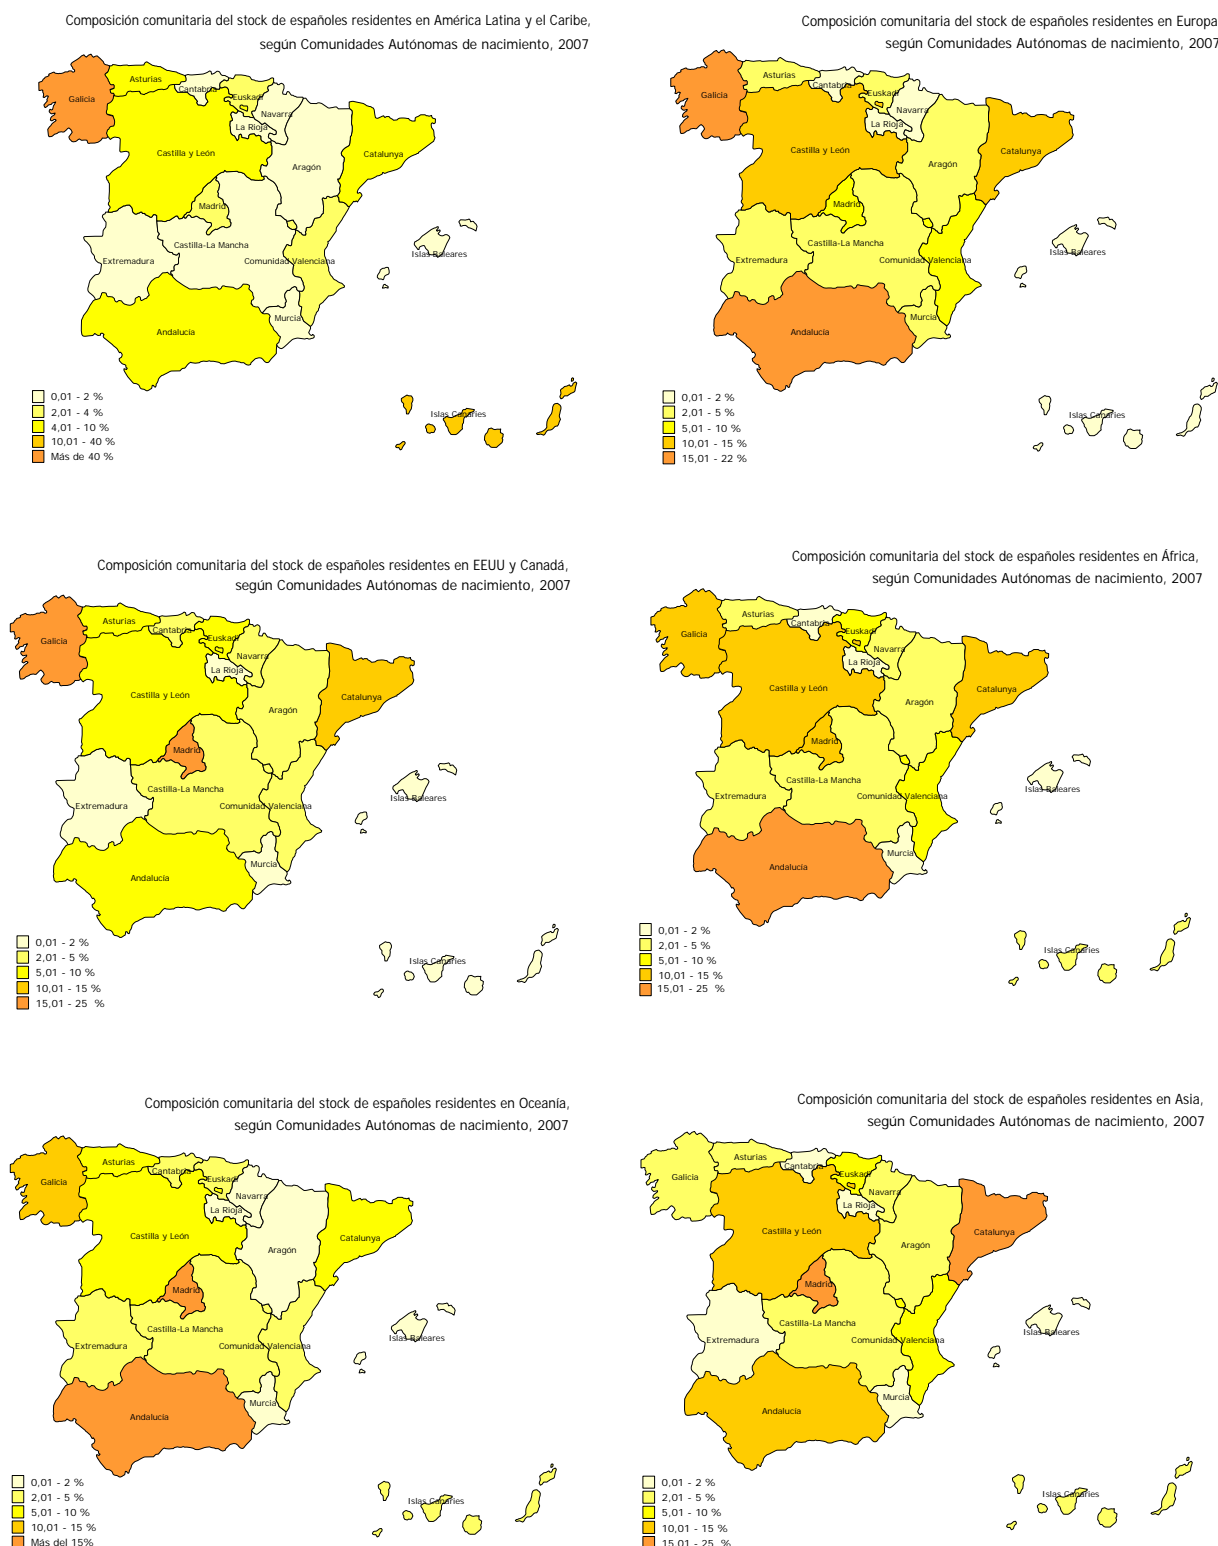 Composición comunitaria del stock de españoles residentes en América Latina y el Caribe,
según Comunidades Autónomas de nacimiento, 2007
Asturias
Cantabria
Euskadi
Galicia
Navarra
La Rioja
Castilla y León
Catalunya
Aragón
Madrid
Castilla-La Mancha
Islas Baleares
Extremadura
Comunidad Valenciana
Murcia
Andalucía
0,01 - 2 %
2,01 - 4 %
4,01 - 10 %
10,01 - 40 %
Más de 40 %
Islas Canaries
Composición comunitaria del stock de españoles residentes en Europa
según Comunidades Autónomas de nacimiento, 2007
Asturias
Cantabria
Euskadi
Galicia
Navarra
La Rioja
Castilla y León
Catalunya
Aragón
Madrid
Castilla-La Mancha
Islas Baleares
Extremadura
Comunidad Valenciana
Murcia
Andalucía
0,01 - 2 %
2,01 - 5 %
5,01 - 10 %
10,01 - 15 %
15,01 - 22 %
Islas Canaries
Composición comunitaria del stock de españoles residentes en EEUU y Canadá,
según Comunidades Autónomas de nacimiento, 2007
Asturias
Cantabria
Euskadi
Galicia
Navarra
La Rioja
Castilla y León
Catalunya
Aragón
Madrid
Castilla-La Mancha
Islas Baleares
Extremadura
Comunidad Valenciana
Murcia
Andalucía
0,01 - 2 %
2,01 - 5 %
5,01 - 10 %
10,01 - 15 %
15,01 - 25 %
Islas Canaries
Composición comunitaria del stock de españoles residentes en África,
según Comunidades Autónomas de nacimiento, 2007
Asturias
Cantabria
Euskadi
Galicia
Navarra
La Rioja
Castilla y León
Catalunya
Aragón
Madrid
Castilla-La Mancha
Islas Baleares
Extremadura
Comunidad Valenciana
Murcia
Andalucía
0,01 - 2 %
2,01 - 5 %
5,01 - 10 %
10,01 - 15 %
15,01 - 25 %
Islas Canaries
Composición comunitaria del stock de españoles residentes en Oceanía,
según Comunidades Autónomas de nacimiento, 2007
Asturias
Cantabria
Euskadi
Galicia
Navarra
La Rioja
Castilla y León
Catalunya
Aragón
Madrid
Castilla-La Mancha
Islas Baleares
Extremadura
Comunidad Valenciana
Murcia
Andalucía
0,01 - 2 %
2,01 - 5 %
5,01 - 10 %
10,01 - 15 %
Más del 15%
Islas Canaries
Composición comunitaria del stock de españoles residentes en Asia,
según Comunidades Autónomas de nacimiento, 2007
Asturias
Cantabria
Euskadi
Galicia
Navarra
La Rioja
Castilla y León
Catalunya
Aragón
Madrid
Castilla-La Mancha
Islas Baleares
Extremadura
Comunidad Valenciana
Murcia
Andalucía
0,01 - 2 %
2,01 - 5 %
5,01 - 10 %
10,01 - 15 %
15,01 - 25 %
Islas Canaries